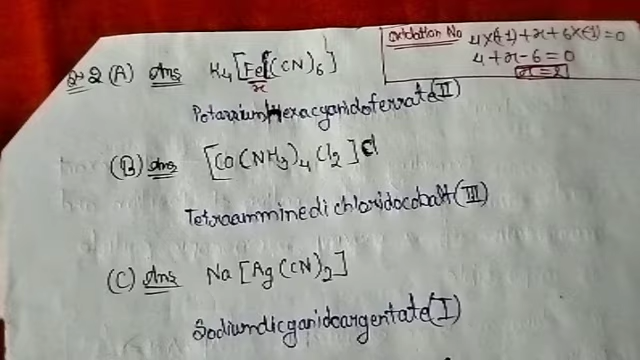 Q-2 (A) Ans H4[Fe(CN)6]
x
Oxidation No 4×(+1)+x+6×(-1)=0
4+x-6=0
x=2
Potassium Hexacyanidoferrate(II)
(B) Ans [CO(NH3)4Cl2]Cl
Tetraamminedichloridocobalt(III)
(C) Ans Na[Ag(CN)2]
Sodiumdicyanidoargentate(I)